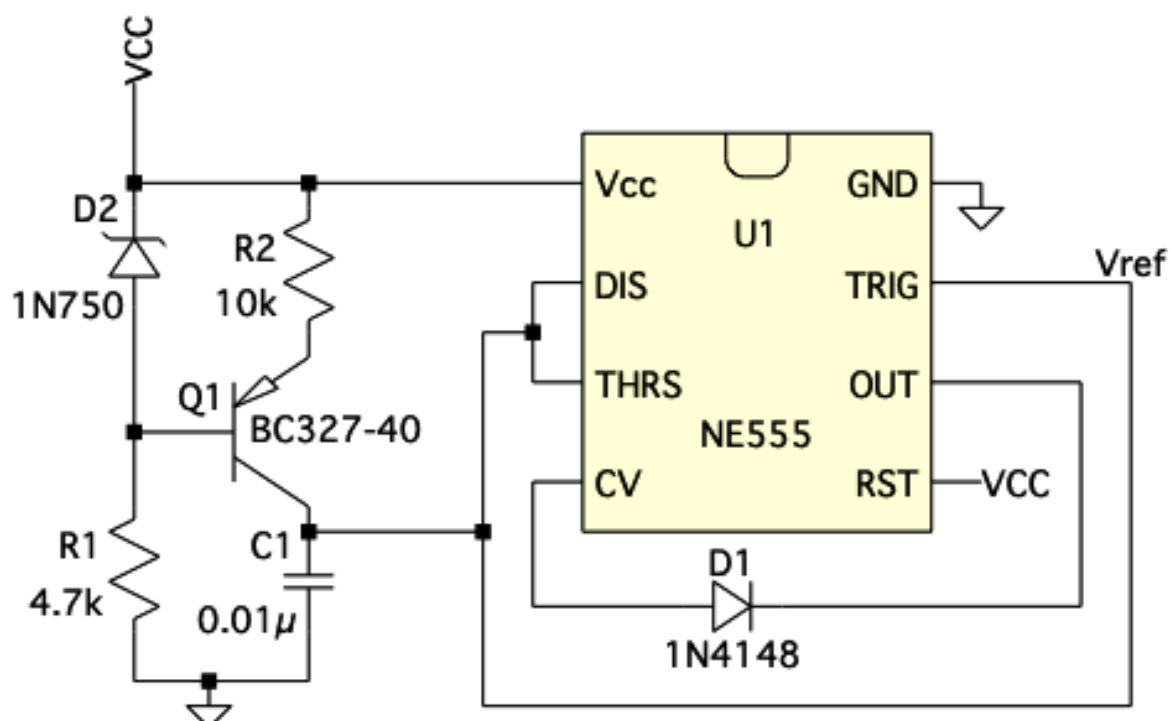 VCC
D2
1N750
R2
10k
Q1
BC327-40
R1
4.7k
C1
0.01µ
Vcc
GND
U1
DIS
TRIG
Vref
THRS
OUT
NE555
CV
RST
VCC
D1
1N4148